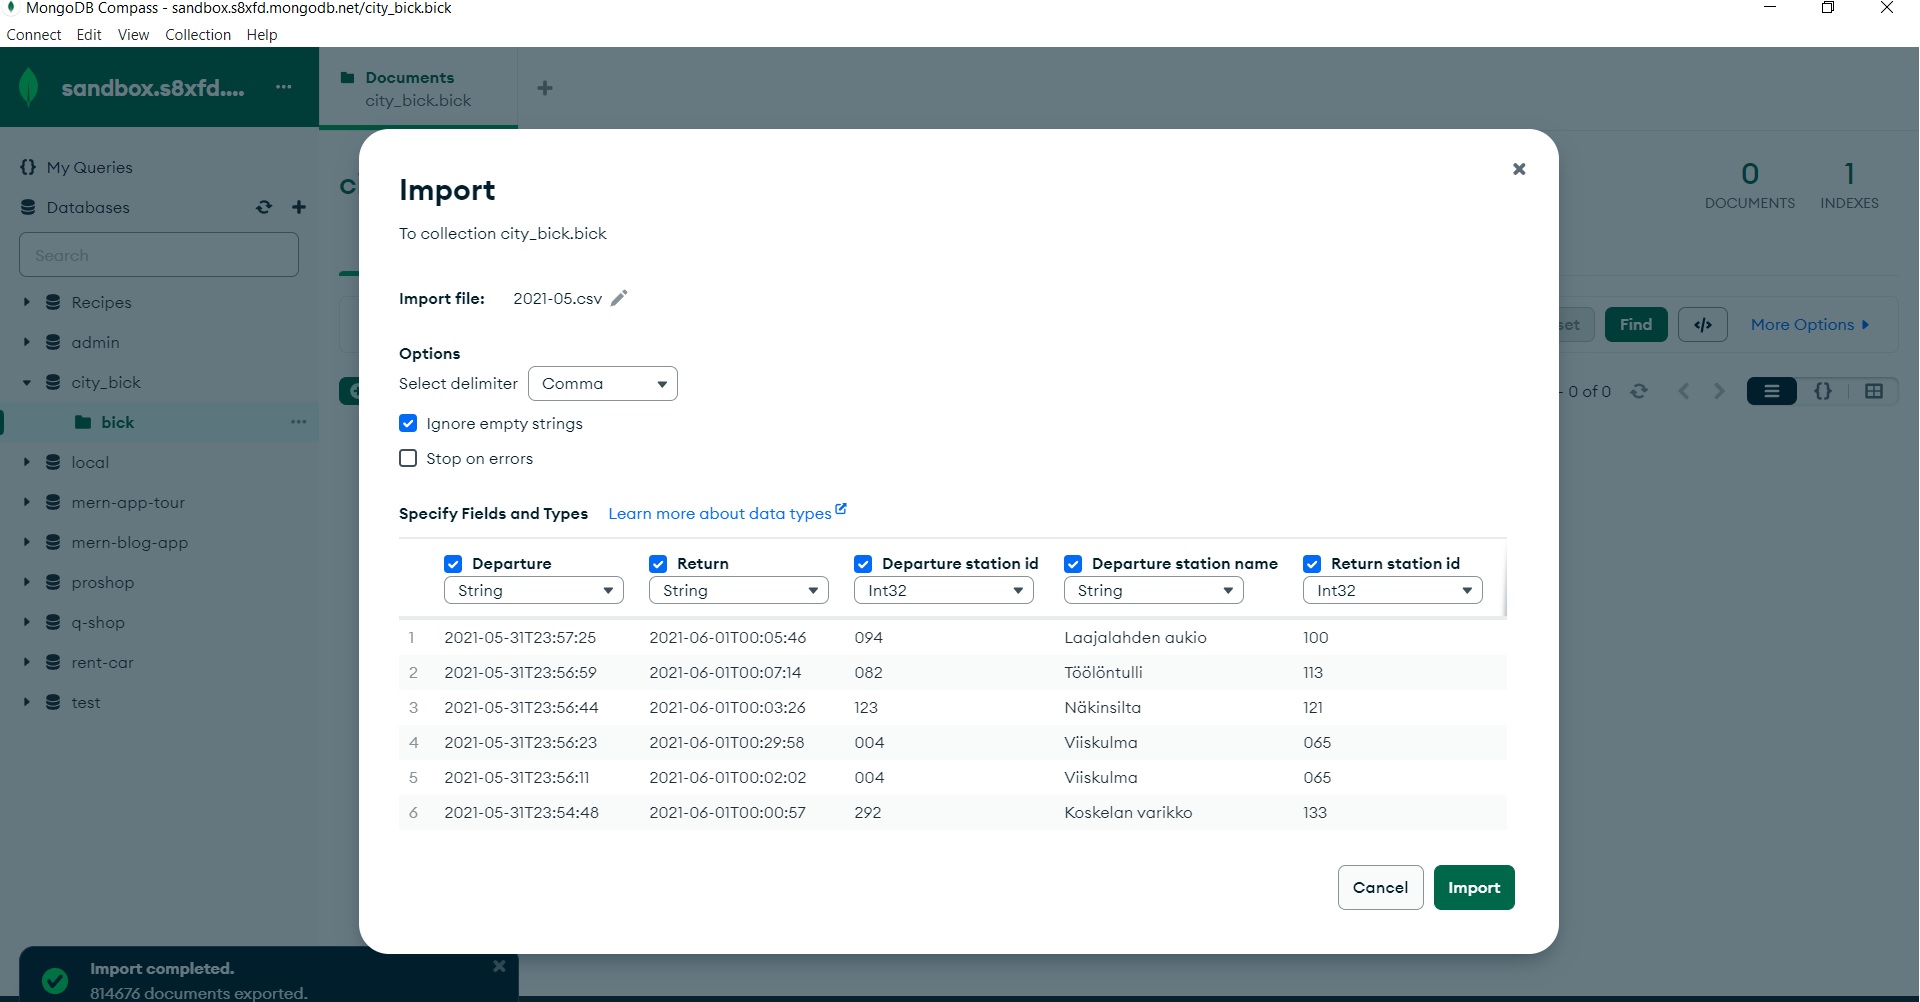 MongoDB Compass - sandbox.s8xfd.mongodb.net/city_bick.bick
Connect Edit View Collection Help
sandbox.s8xfd....
Documents
city_bick.bick
My Queries
Databases
Search
Recipes
admin
city_bick
bick
local
mern-app-tour
mern-blog-app
proshop
q-shop
rent-car
test
0
DOCUMENTS
1
INDEXES
Find
More Options
0 of 0
Import
To collection city_bick.bick
Import file: 2021-05.csv
Options
Select delimiter Comma
Ignore empty strings
Stop on errors
Specify Fields and Types Learn more about data types
Departure Return Departure station id Departure station name Return station id
String String Int32 String Int32
1 2021-05-31T23:57:25 2021-06-01T00:05:46 094 Laajalahden aukio 100
2 2021-05-31T23:56:59 2021-06-01T00:07:14 082 Töölöntulli 113
3 2021-05-31T23:56:44 2021-06-01T00:03:26 123 Näkinsilta 121
4 2021-05-31T23:56:23 2021-06-01T00:29:58 004 Viiskulma 065
5 2021-05-31T23:56:11 2021-06-01T00:02:02 004 Viiskulma 065
6 2021-05-31T23:54:48 2021-06-01T00:00:57 292 Koskelan varikko 133
Cancel Import
Import completed.
814676 documents exported.